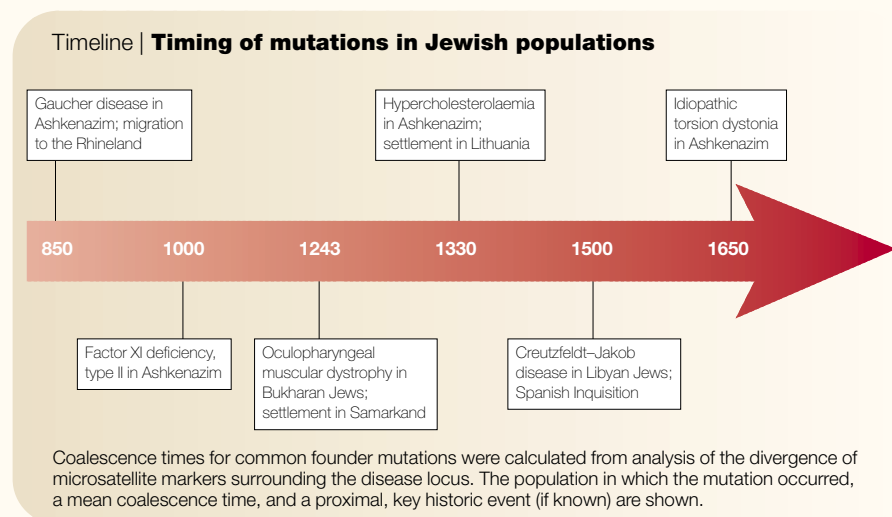 Timeline | Timing of mutations in Jewish populations
Gaucher disease in
Ashkenazim; migration
to the Rhineland
Hypercholesterolaemia
in Ashkenazim;
settlement in Lithuania
Idiopathic
torsion dystonia
in Ashkenazim
850 1000 1243 1330 1500 1650
Factor XI deficiency,
type II in Ashkenazim
Oculopharyngeal
muscular dystrophy in
Bukharan Jews;
settlement in Samarkand
Creutzfeldt–Jakob
disease in Libyan Jews;
Spanish Inquisition
Coalescence times for common founder mutations were calculated from analysis of the divergence of
microsatellite markers surrounding the disease locus. The population in which the mutation occurred,
a mean coalescence time, and a proximal, key historic event (if known) are shown.